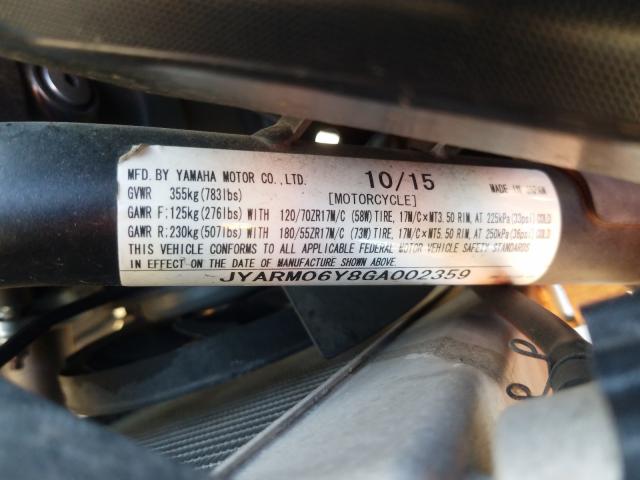 MFD. BY YAMAHA MOTOR CO., LTD. 10/15 MADE IN JAPAN
GVWR 355kg (783lbs) [MOTORCYCLE]
GAWR F: 125kg (276lbs) WITH 120/70ZR17M/C (58W) TIRE, 17M/C×MT3.50 RIM, AT 225kPa (33psi) COLD
GAWR R: 230kg (507lbs) WITH 180/55ZR17M/C (73W) TIRE, 17M/C×MT5.50 RIM, AT 250kPa (36psi) COLD
THIS VEHICLE CONFORMS TO ALL APPLICABLE FEDERAL MOTOR VEHICLE SAFETY STANDARDS
IN EFFECT ON THE DATE OF MANUFACTURE SHOWN ABOVE.
JYARM06Y8GA002359